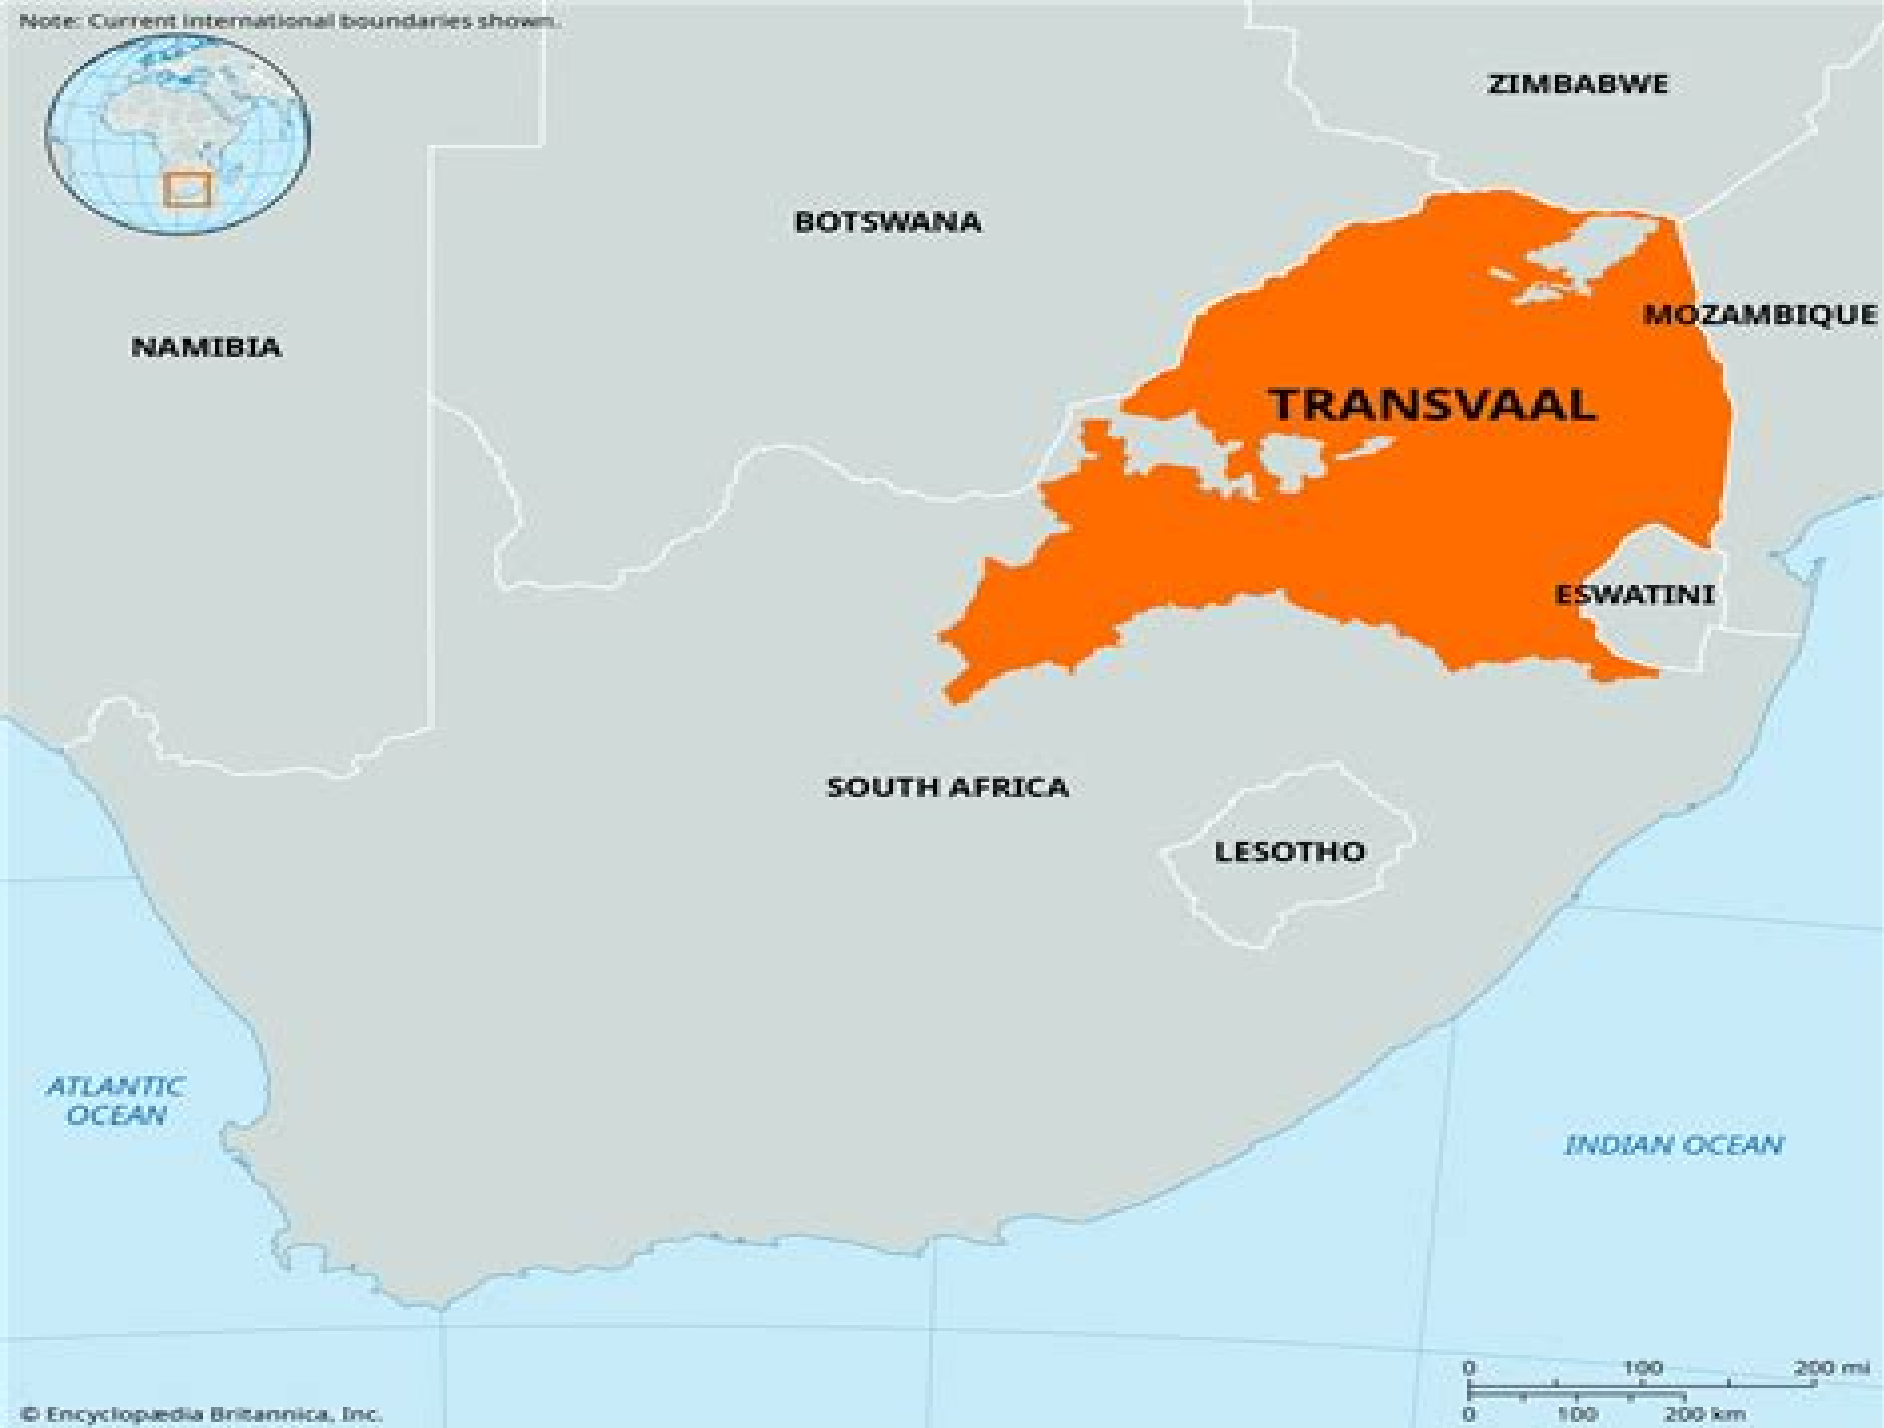 Note: Current international boundaries shown.
ZIMBABWE
BOTSWANA
MOZAMBIQUE
NAMIBIA
TRANSVAAL
ESWATINI
SOUTH AFRICA
LESOTHO
ATLANTIC
OCEAN
INDIAN OCEAN
0 100 200 mi
0 100 200 km
© Encyclopædia Britannica, Inc.